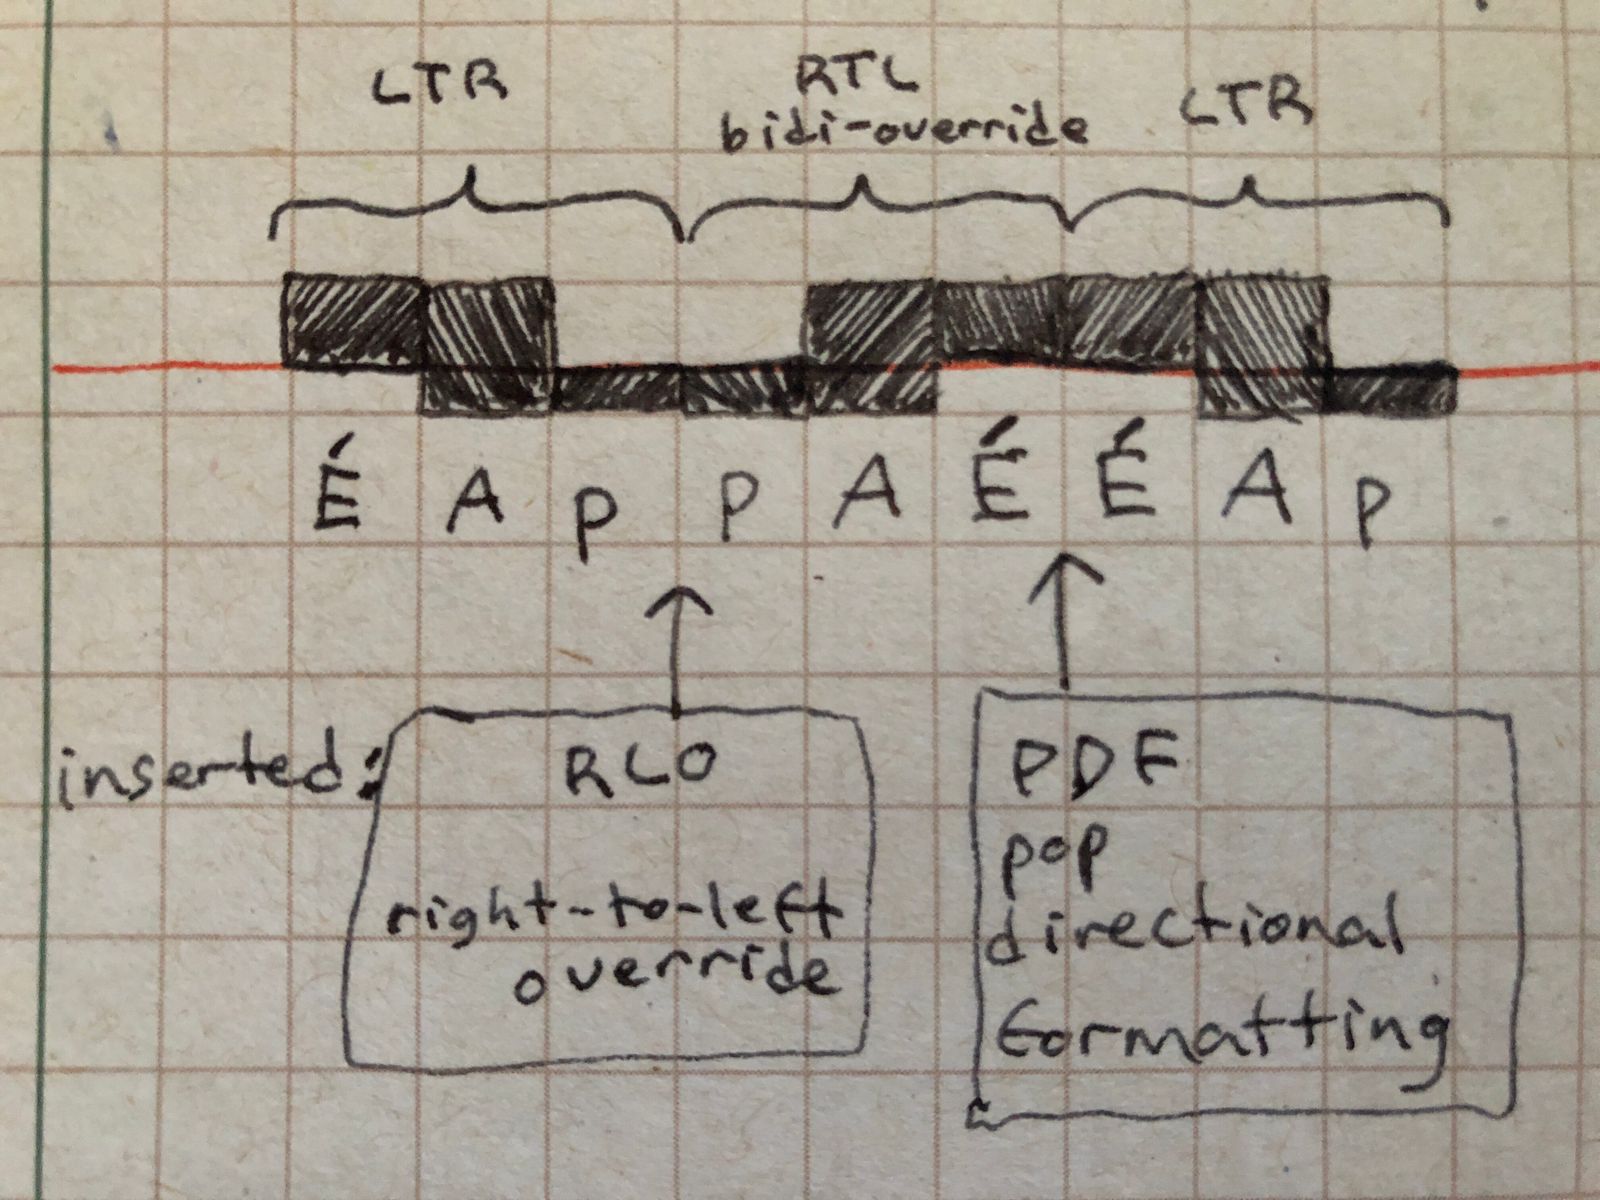 LTR
RTL
bidi-override
LTR
É A p p A É É A p
inserted:
RLO
right-to-left
override
PDF
pop
directional
formatting